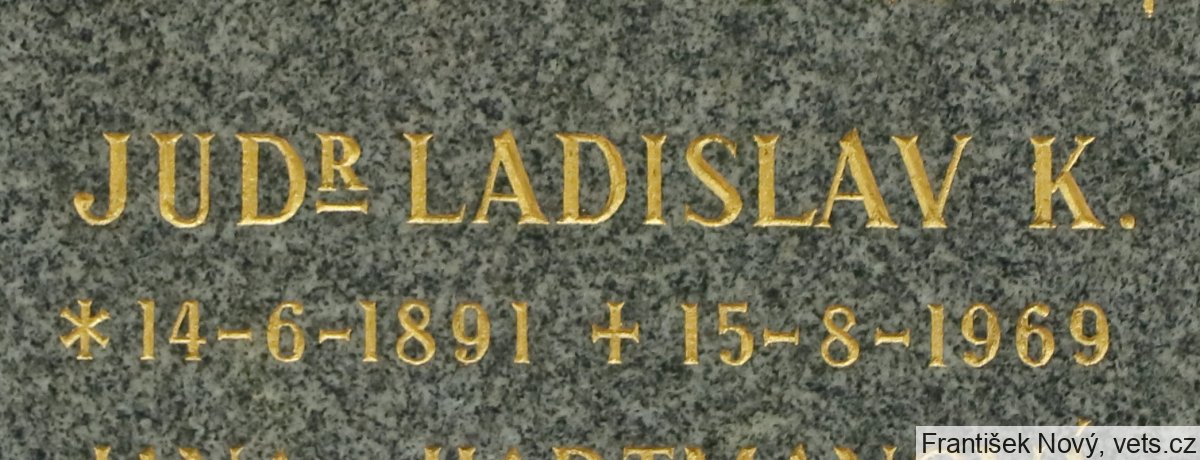 JUDR LADISLAV K.
* 14-6-1891 + 15-8-1969
František Nový, vets.cz